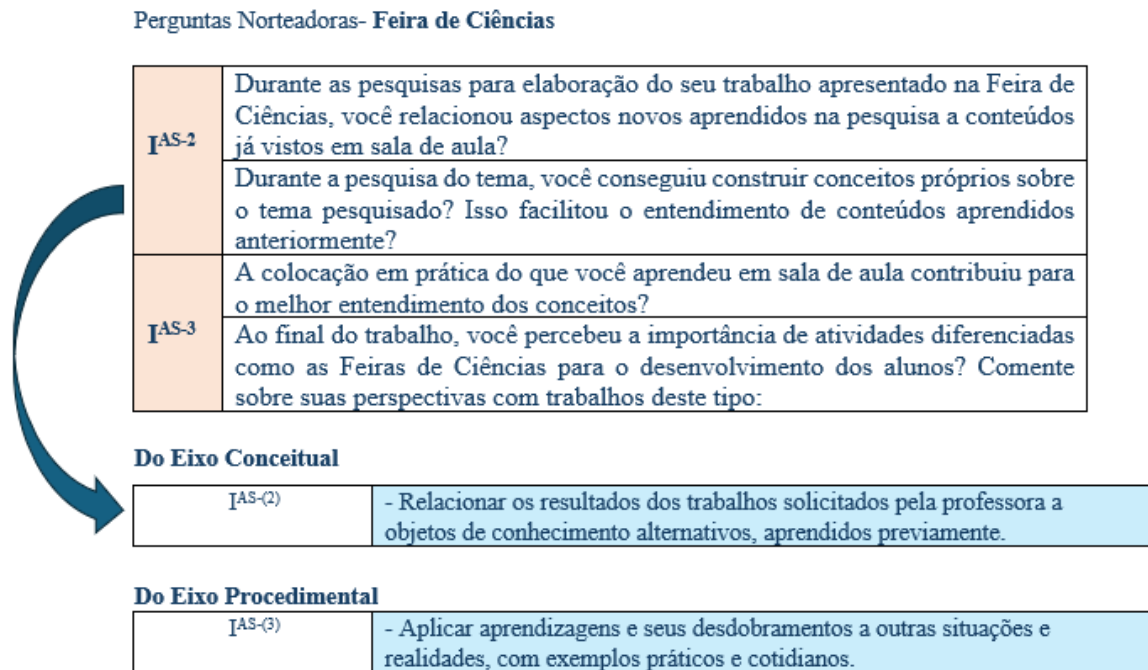 Perguntas Norteadoras- Feira de Ciências
I^AS-2
Durante as pesquisas para elaboração do seu trabalho apresentado na Feira de
Ciências, você relacionou aspectos novos aprendidos na pesquisa a conteúdos
já vistos em sala de aula?
Durante a pesquisa do tema, você conseguiu construir conceitos próprios sobre
o tema pesquisado? Isso facilitou o entendimento de conteúdos aprendidos
anteriormente?
I^AS-3
A colocação em prática do que você aprendeu em sala de aula contribuiu para
o melhor entendimento dos conceitos?
Ao final do trabalho, você percebeu a importância de atividades diferenciadas
como as Feiras de Ciências para o desenvolvimento dos alunos? Comente
sobre suas perspectivas com trabalhos deste tipo:
Do Eixo Conceitual
I^AS-(2)
- Relacionar os resultados dos trabalhos solicitados pela professora a
objetos de conhecimento alternativos, aprendidos previamente.
Do Eixo Procedimental
I^AS-(3)
- Aplicar aprendizagens e seus desdobramentos a outras situações e
realidades, com exemplos práticos e cotidianos.